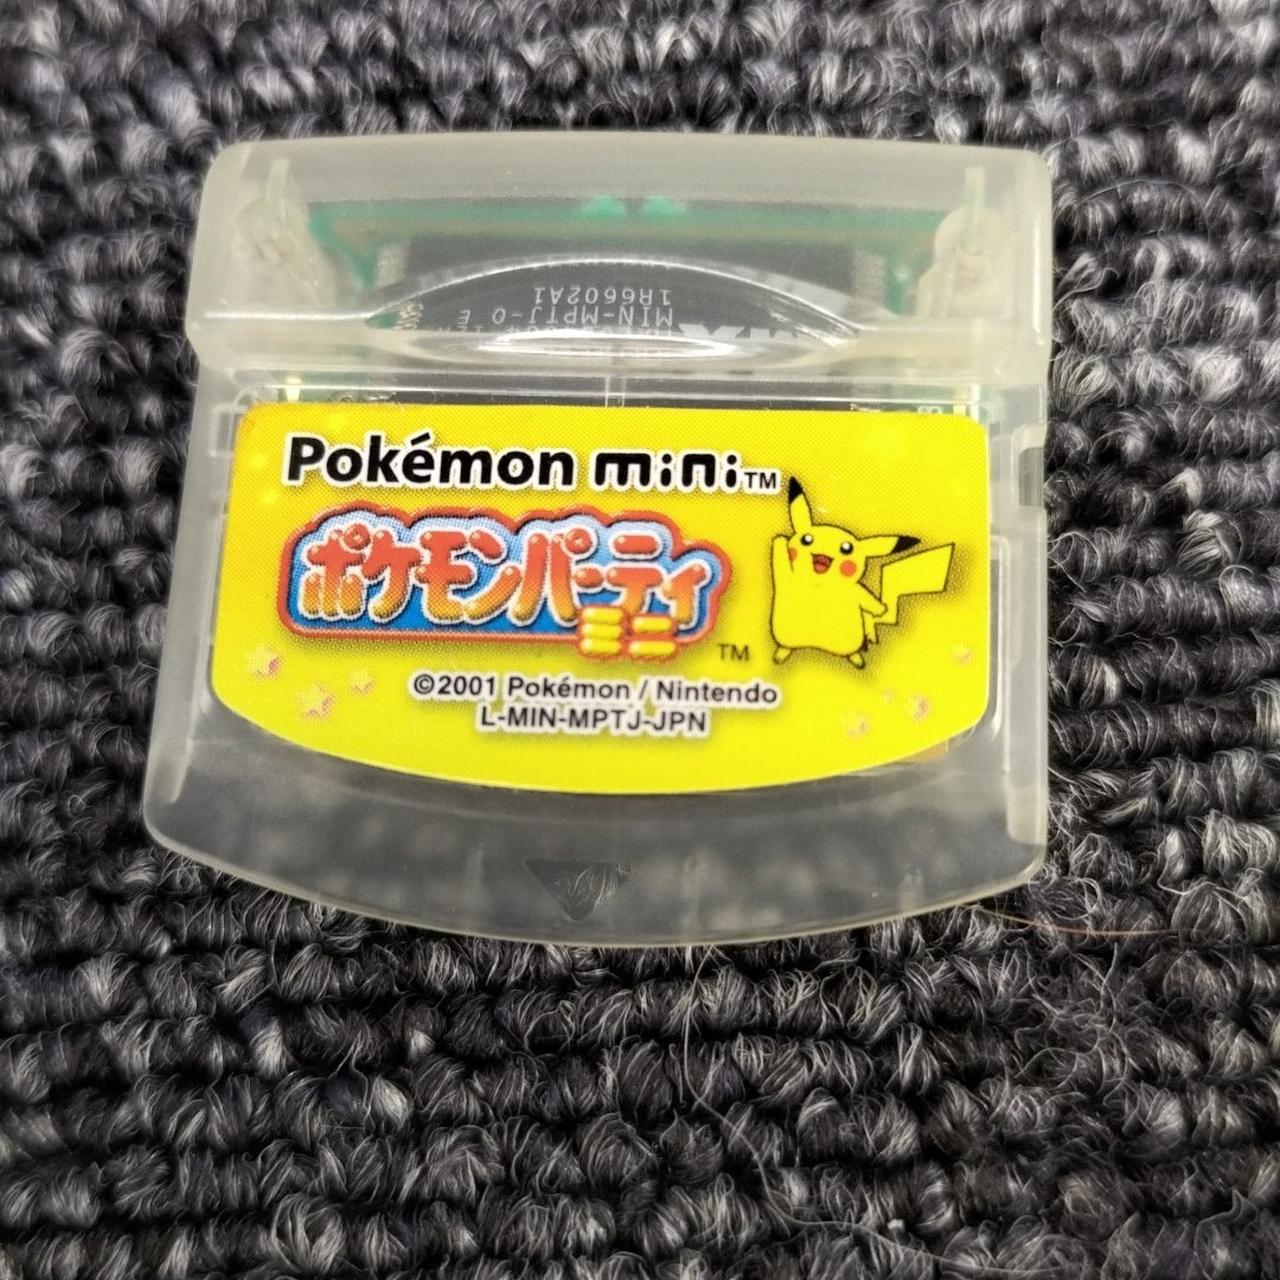 1R6602A1
MIN-MPTJ-0 E
Pokémon mini™
ポケモンパーティ
ミニ
™
©2001 Pokémon / Nintendo
L-MIN-MPTJ-JPN